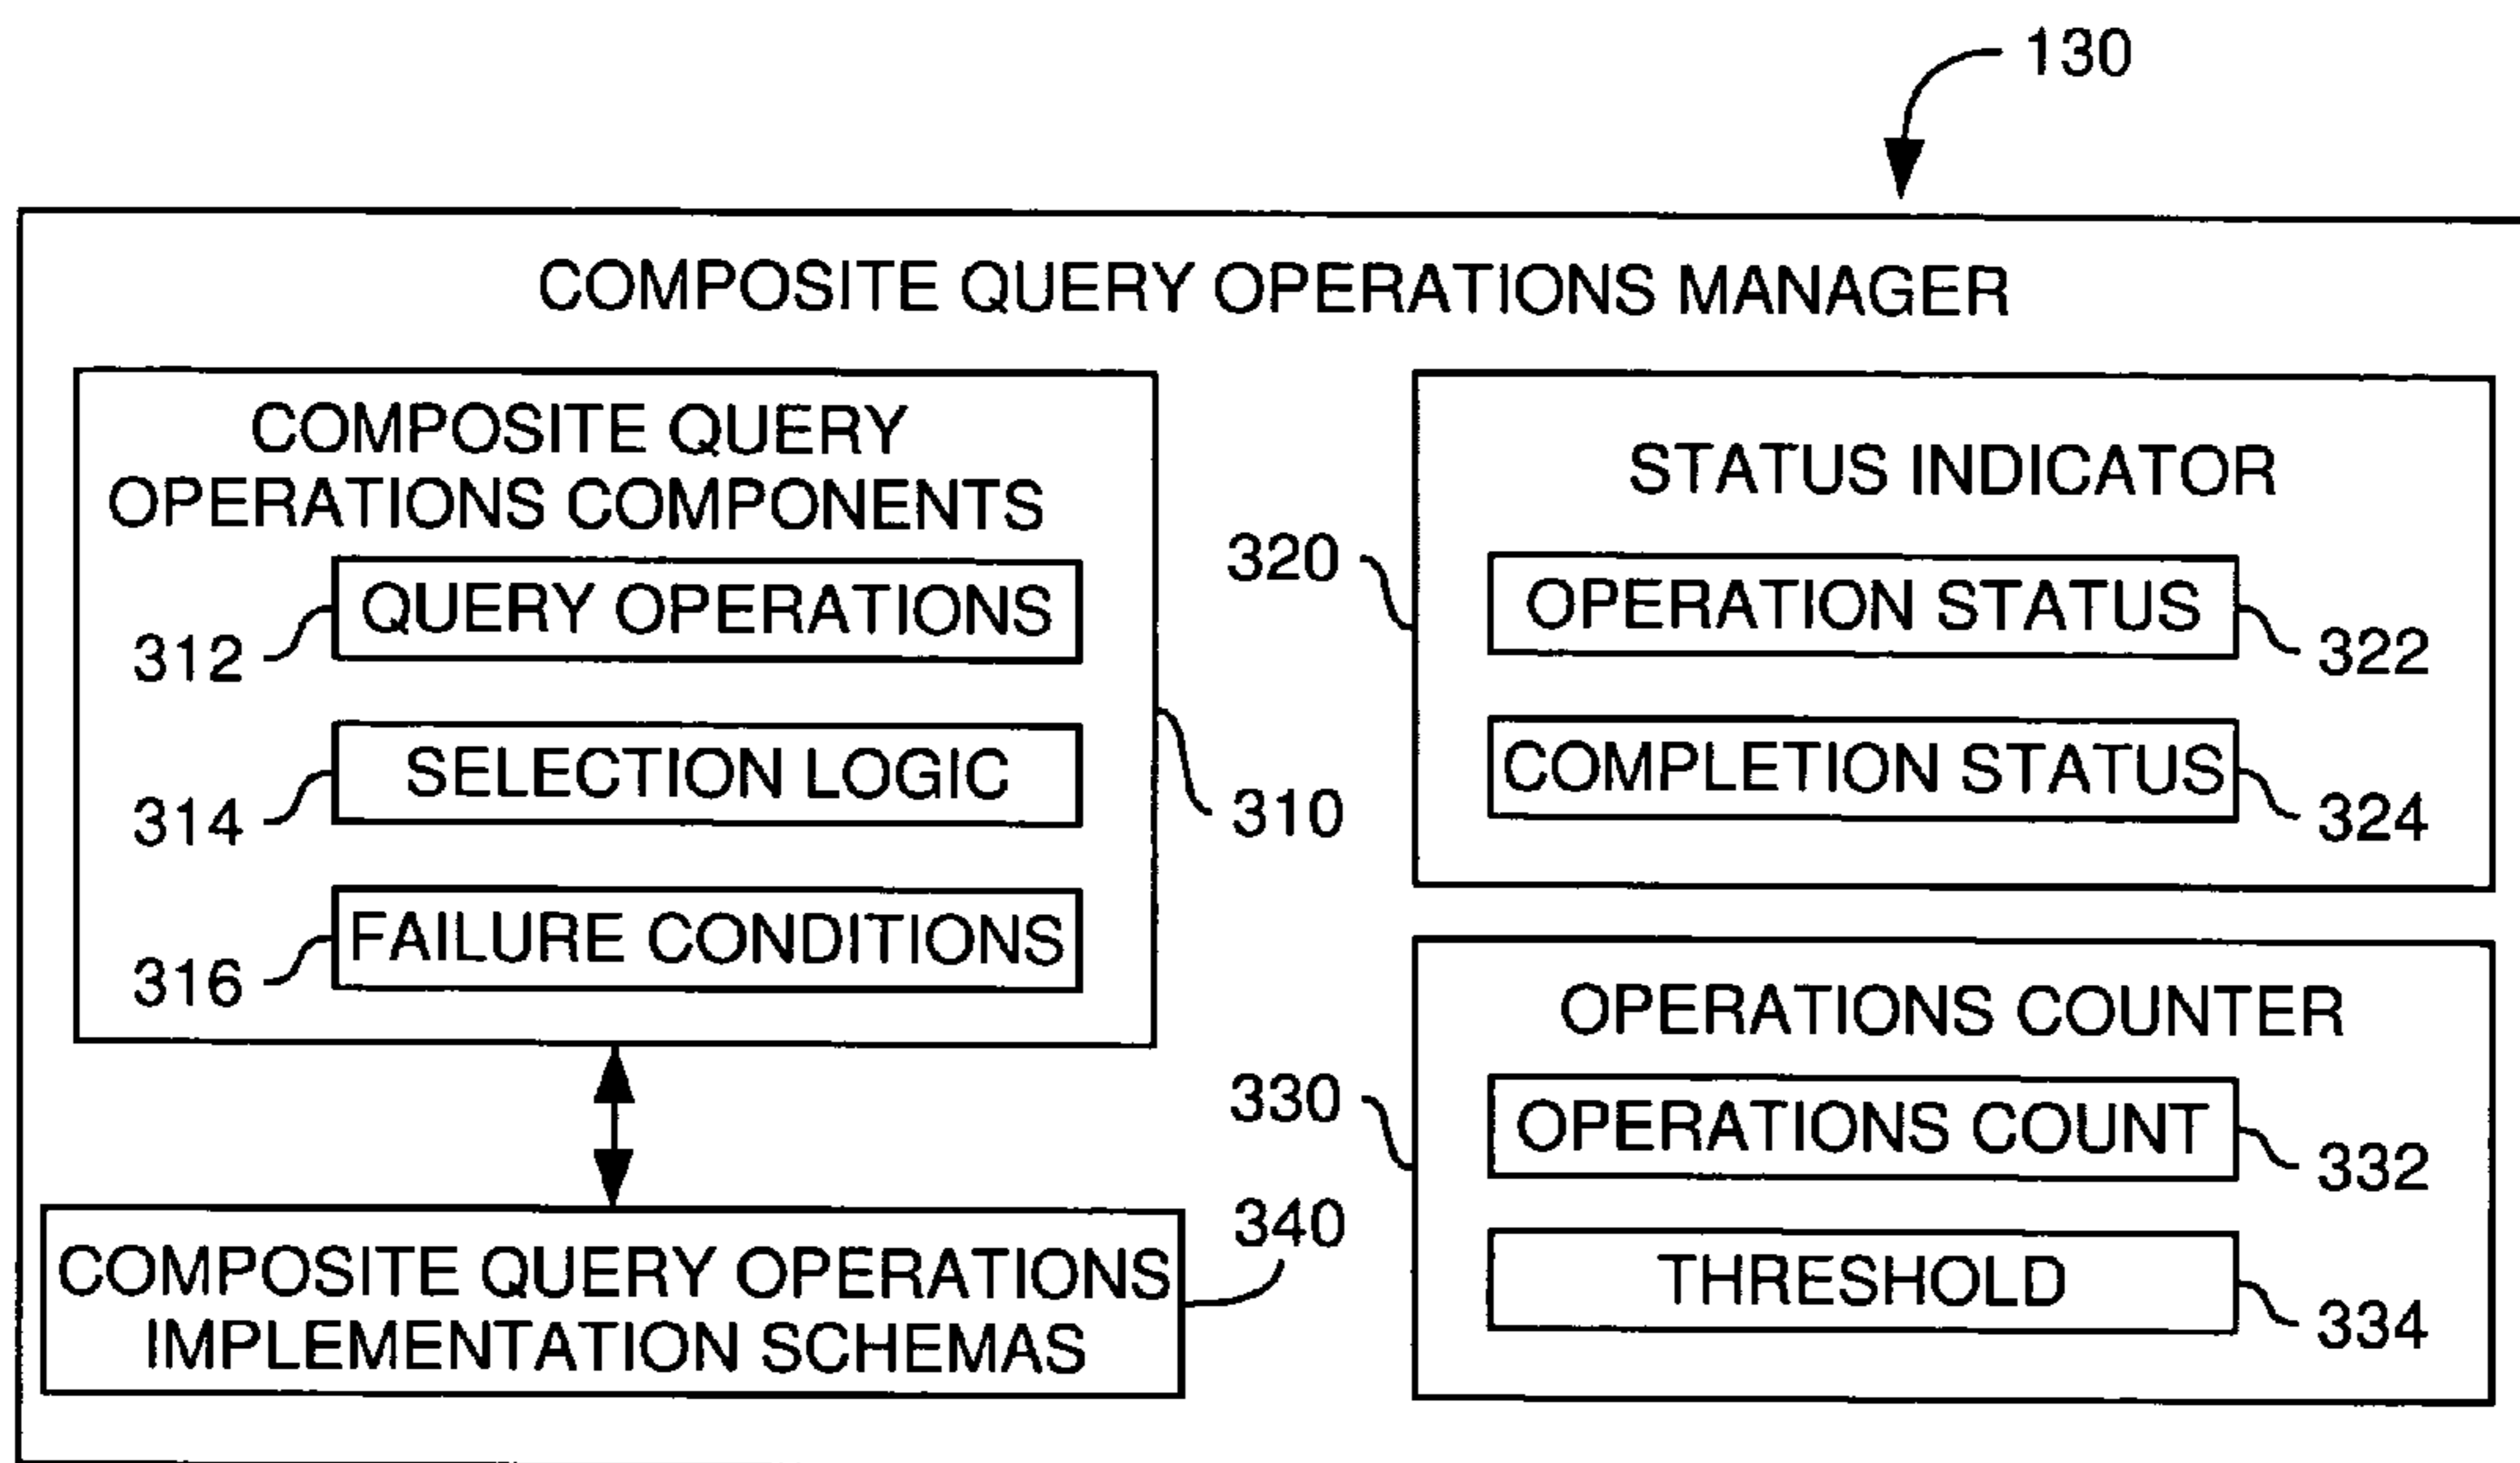 130
COMPOSITE QUERY OPERATIONS MANAGER
COMPOSITE QUERY
OPERATIONS COMPONENTS
QUERY OPERATIONS
312
SELECTION LOGIC
314
FAILURE CONDITIONS
316
310
COMPOSITE QUERY OPERATIONS
IMPLEMENTATION SCHEMAS
340
STATUS INDICATOR
320
OPERATION STATUS
322
COMPLETION STATUS
324
OPERATIONS COUNTER
330
OPERATIONS COUNT
332
THRESHOLD
334